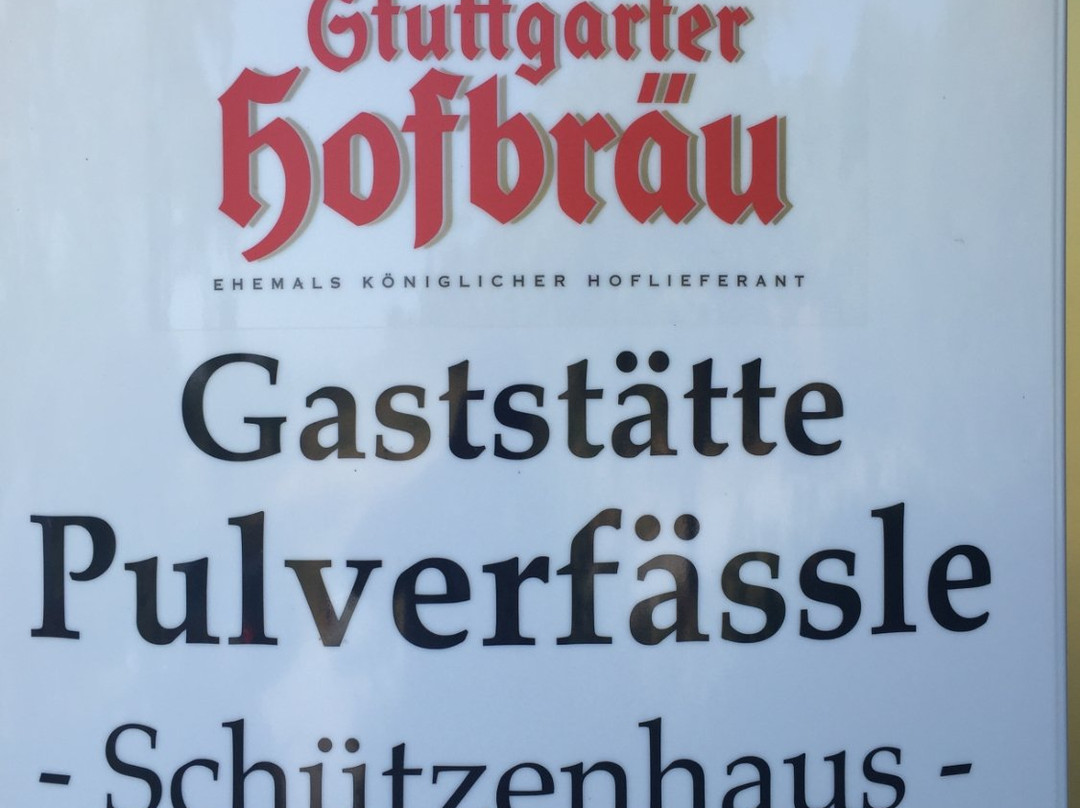 Stuttgarter
Hofbräu
EHEMALS KÖNIGLICHER HOFLIEFERANT
Gaststätte
Pulverfässle
- Schützenhaus -